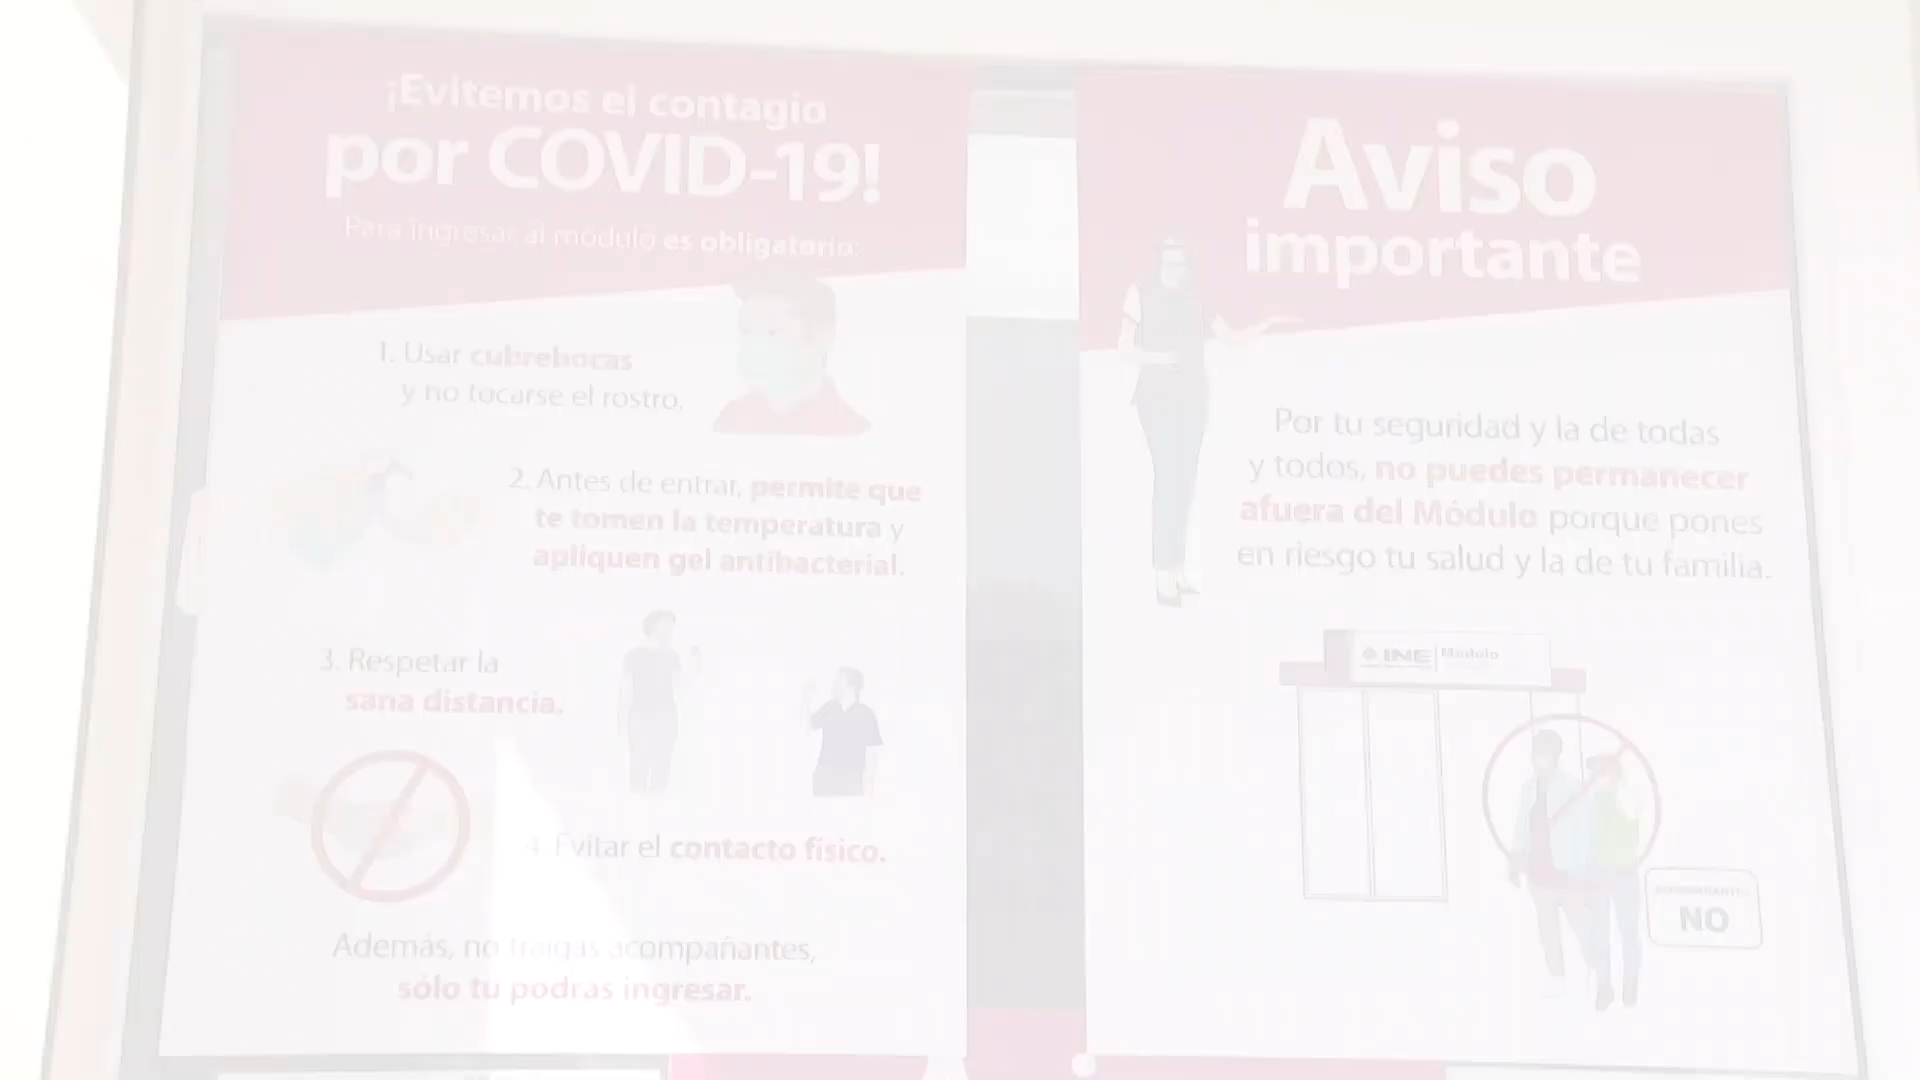 ¡Evitemos el contagio
por COVID-19!
Para ingresar al módulo es obligatorio:
1. Usar cubrebocas
y no tocarse el rostro.
2. Antes de entrar, permite que
te tomen la temperatura y
apliquen gel antibacterial.
3. Respetar la
sana distancia.
4. Evitar el contacto físico.
Además, no traigas acompañantes,
sólo tu podras ingresar.
Aviso
importante
Por tu seguridad y la de todas
y todos, no puedes permanecer
afuera del Módulo porque pones
en riesgo tu salud y la de tu familia.
INE Módulo
NO